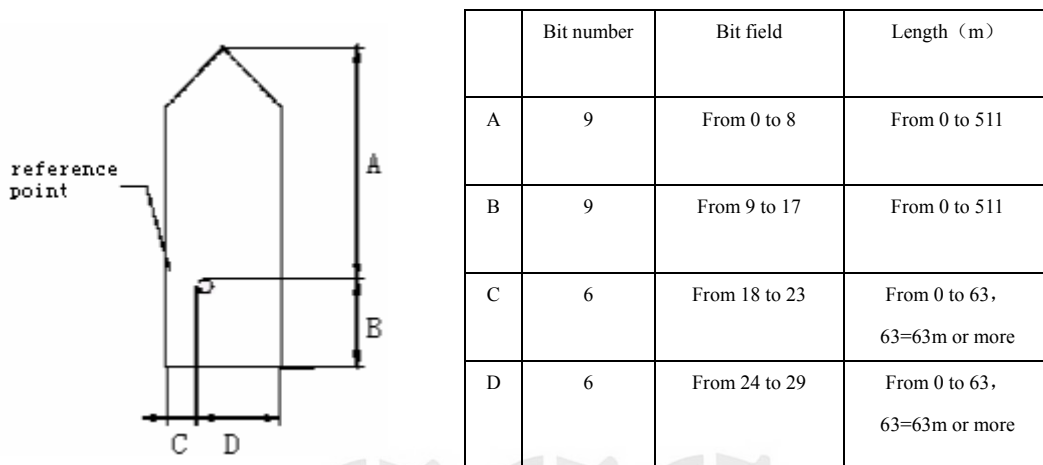 reference
point
A
B
C D
Bit number Bit field Length（m）
A 9 From 0 to 8 From 0 to 511
B 9 From 9 to 17 From 0 to 511
C 6 From 18 to 23 From 0 to 63，
63=63m or more
D 6 From 24 to 29 From 0 to 63，
63=63m or more